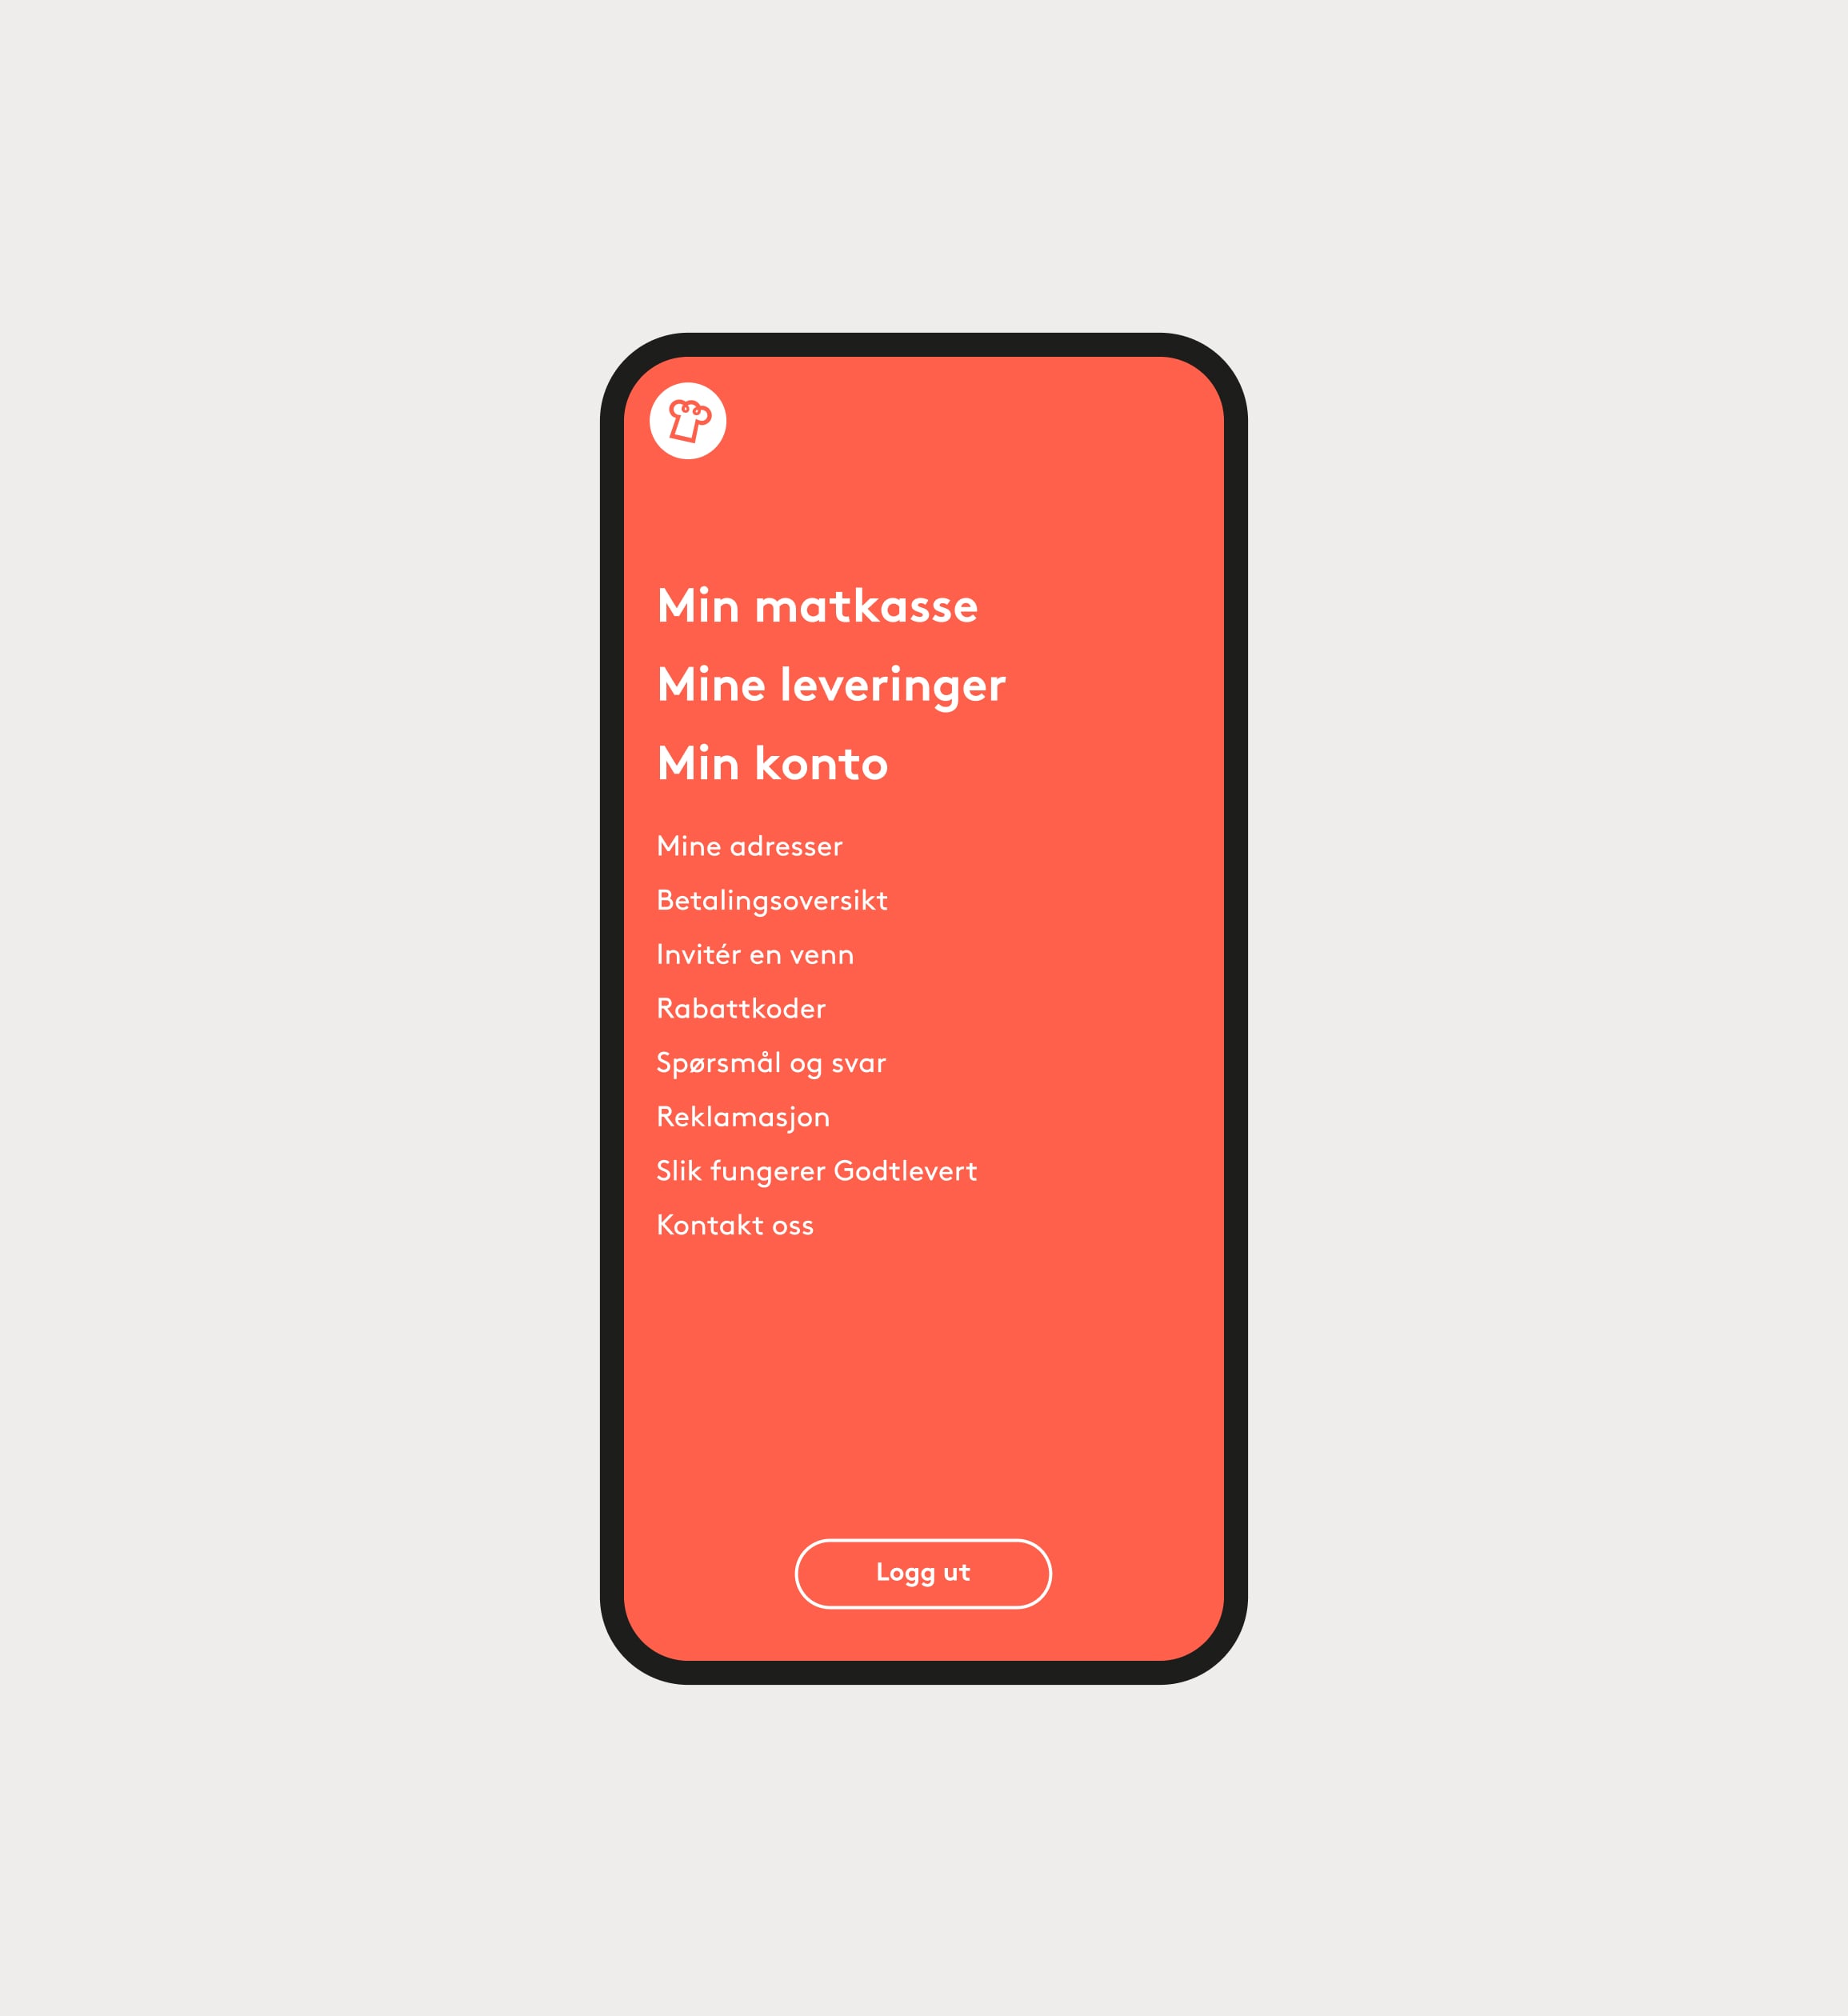 Min matkasse
Mine leveringer
Min konto
Mine adresser
Betalingsoversikt
Invitér en venn
Rabattkoder
Spørsmål og svar
Reklamasjon
Slik fungerer Godtlevert
Kontakt oss
Logg ut